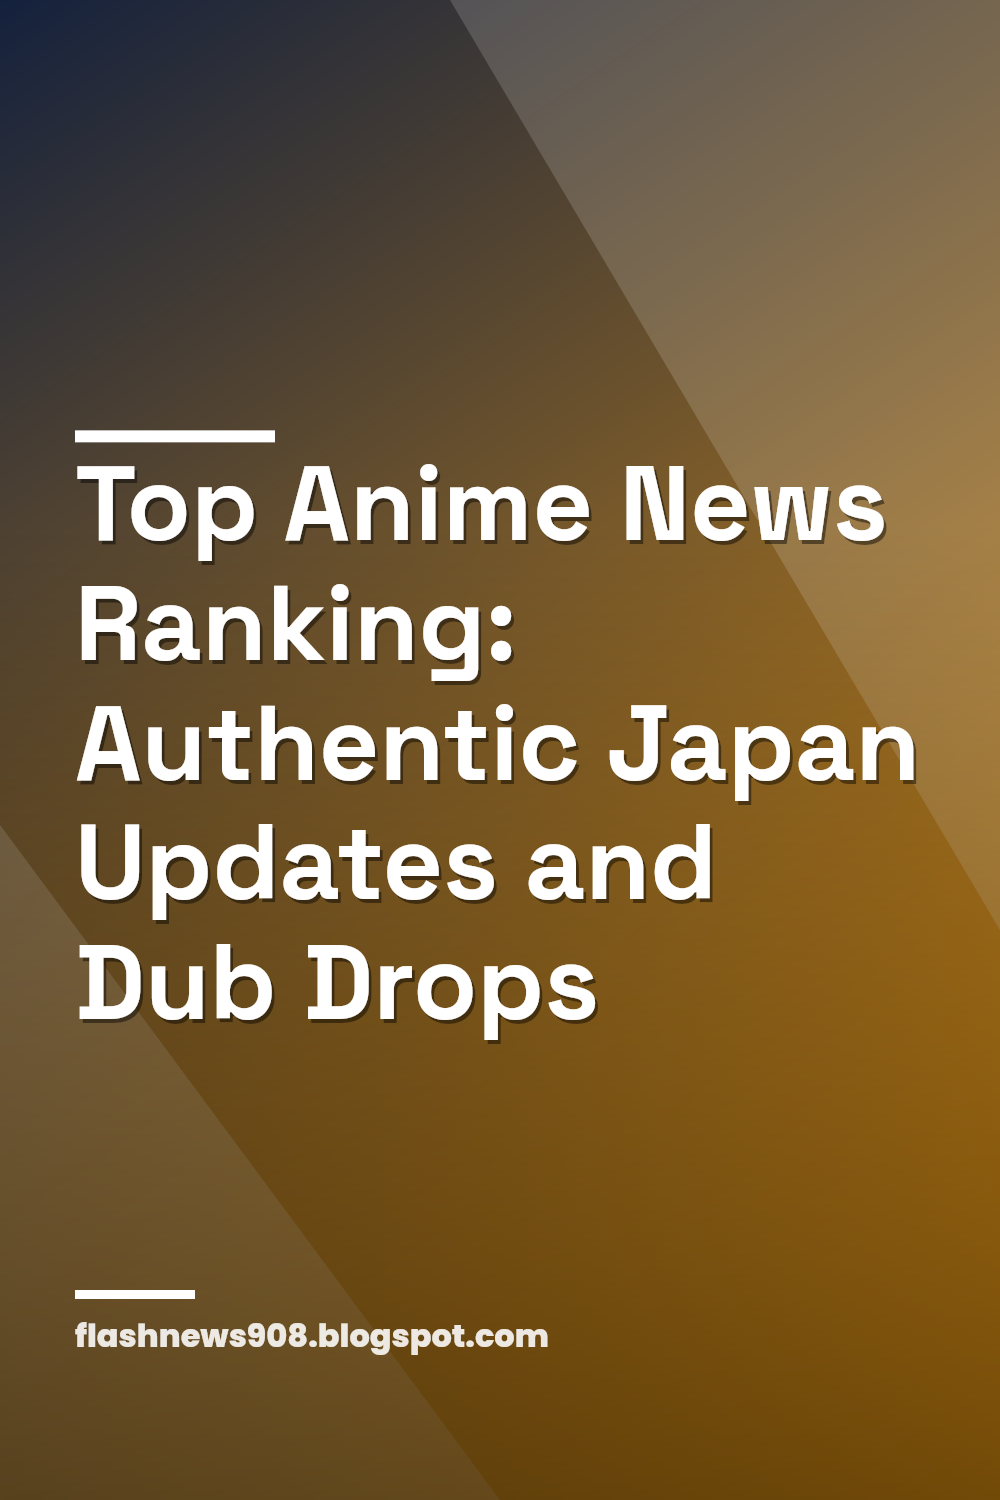 Top Anime News
Ranking:
Authentic Japan
Updates and
Dub Drops
flashnews908.blogspot.com